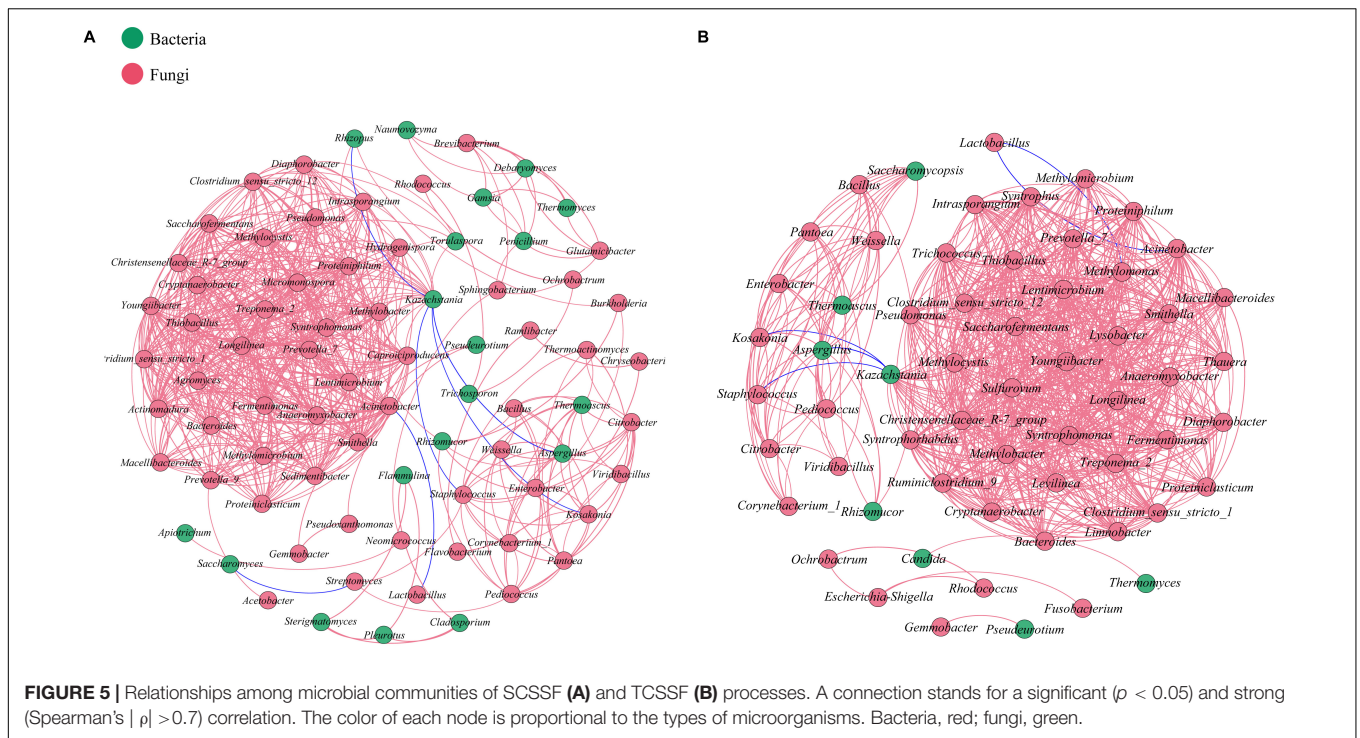 A
Bacteria
Fungi
B
Rhizopus
Naumovozyma
Brevibacterium
Diaphorobacter
Debaryomyces
Clostridium_sensu_stricto_12
Rhodococcus
Intrasporangium
Gamsia
Thermomyces
Saccharofermentans
Pseudomonas
Methylocystis
Hydrogenispora
Torulaspora
Penicillium
Glutamicibacter
Christensenellaceae_R-7_group
Proteiniphilum
Cryptanaerobacter
Micromonospora
Ochrobactrum
Sphingobacterium
Youngiibacter
Treponema_2
Methylobacter
Kazachstania
Burkholderia
Thiobacillus
Syntrophomonas
Ramlibacter
Longilinea
Prevotella_7
Caproiciproducens
Pseudeurotium
Thermoactinomyces
ridium_sensu_stricto_1
Chryseobacteri
Agromyces
Lentimicrobium
Trichosporon
Actinomadura
Fermentimonas
Acinetobacter
Anaeromyxobacter
Bacillus
Thermoascus
Bacteroides
Citrobacter
Smithella
Rhizomucor
Weissella
Aspergillus
Macellibacteroides
Methylomicrobium
Flammulina
Viridibacillus
Prevotella_9
Sedimentibacter
Staphylococcus
Enterobacter
Proteiniclasticum
Kosakonia
Pseudoxanthomonas
Apiotrichum
Neomicrococcus
Corynebacterium_1
Gemmobacter
Flavobacterium
Pantoea
Saccharomyces
Streptomyces
Acetobacter
Lactobacillus
Pediococcus
Sterigmatomyces
Pleurotus
Cladosporium
Lactobaeillus
Saccharomycopsis
Methylamicrobium
Bacillus
Syntrophus
Intrasporangium
Proteiniphilum
Pantoea
Weissella
Prevotella_7
Acinetobacter
Trichococcus
Thiobacillus
Methylomonas
Enterobacter
Lentimicrobium
Macellibacteroides
Thermoascus
Clostridium_sensu_stricto_12
Pseudomonas
Smithella
Kosakonia
Saccharofermentans
Lysobacter
Aspergillus
Methylocystis
Youngiibacter
Thauera
Kazachstania
Anaeromyxobacter
Staphylococcus
Sulfurovum
Longilinea
Pediococcus
Christensenellaceae_R-7_group
Diaphorobacter
Syntrophorhabdus
Syntrophomonas
Fermentimonas
Citrobacter
Methylobacter
Viridibacillus
Treponema_2
Ruminiclostridium_9
Levilinea
Proteiniclasticum
Corynebacterium_1
Rhizomucor
Cryptanaerobacter
Clostridium_sensu_stricto_1
Limnobacter
Bacteroides
Ochrobactrum
Candida
Thermomyces
Rhodococcus
Escherichia-Shigella
Fusobacterium
Gemmobacter
Pseudeurotium
FIGURE 5 | Relationships among microbial communities of SCSSF (A) and TCSSF (B) processes. A connection stands for a significant (p < 0.05) and strong
(Spearman's | ρ| >0.7) correlation. The color of each node is proportional to the types of microorganisms. Bacteria, red; fungi, green.